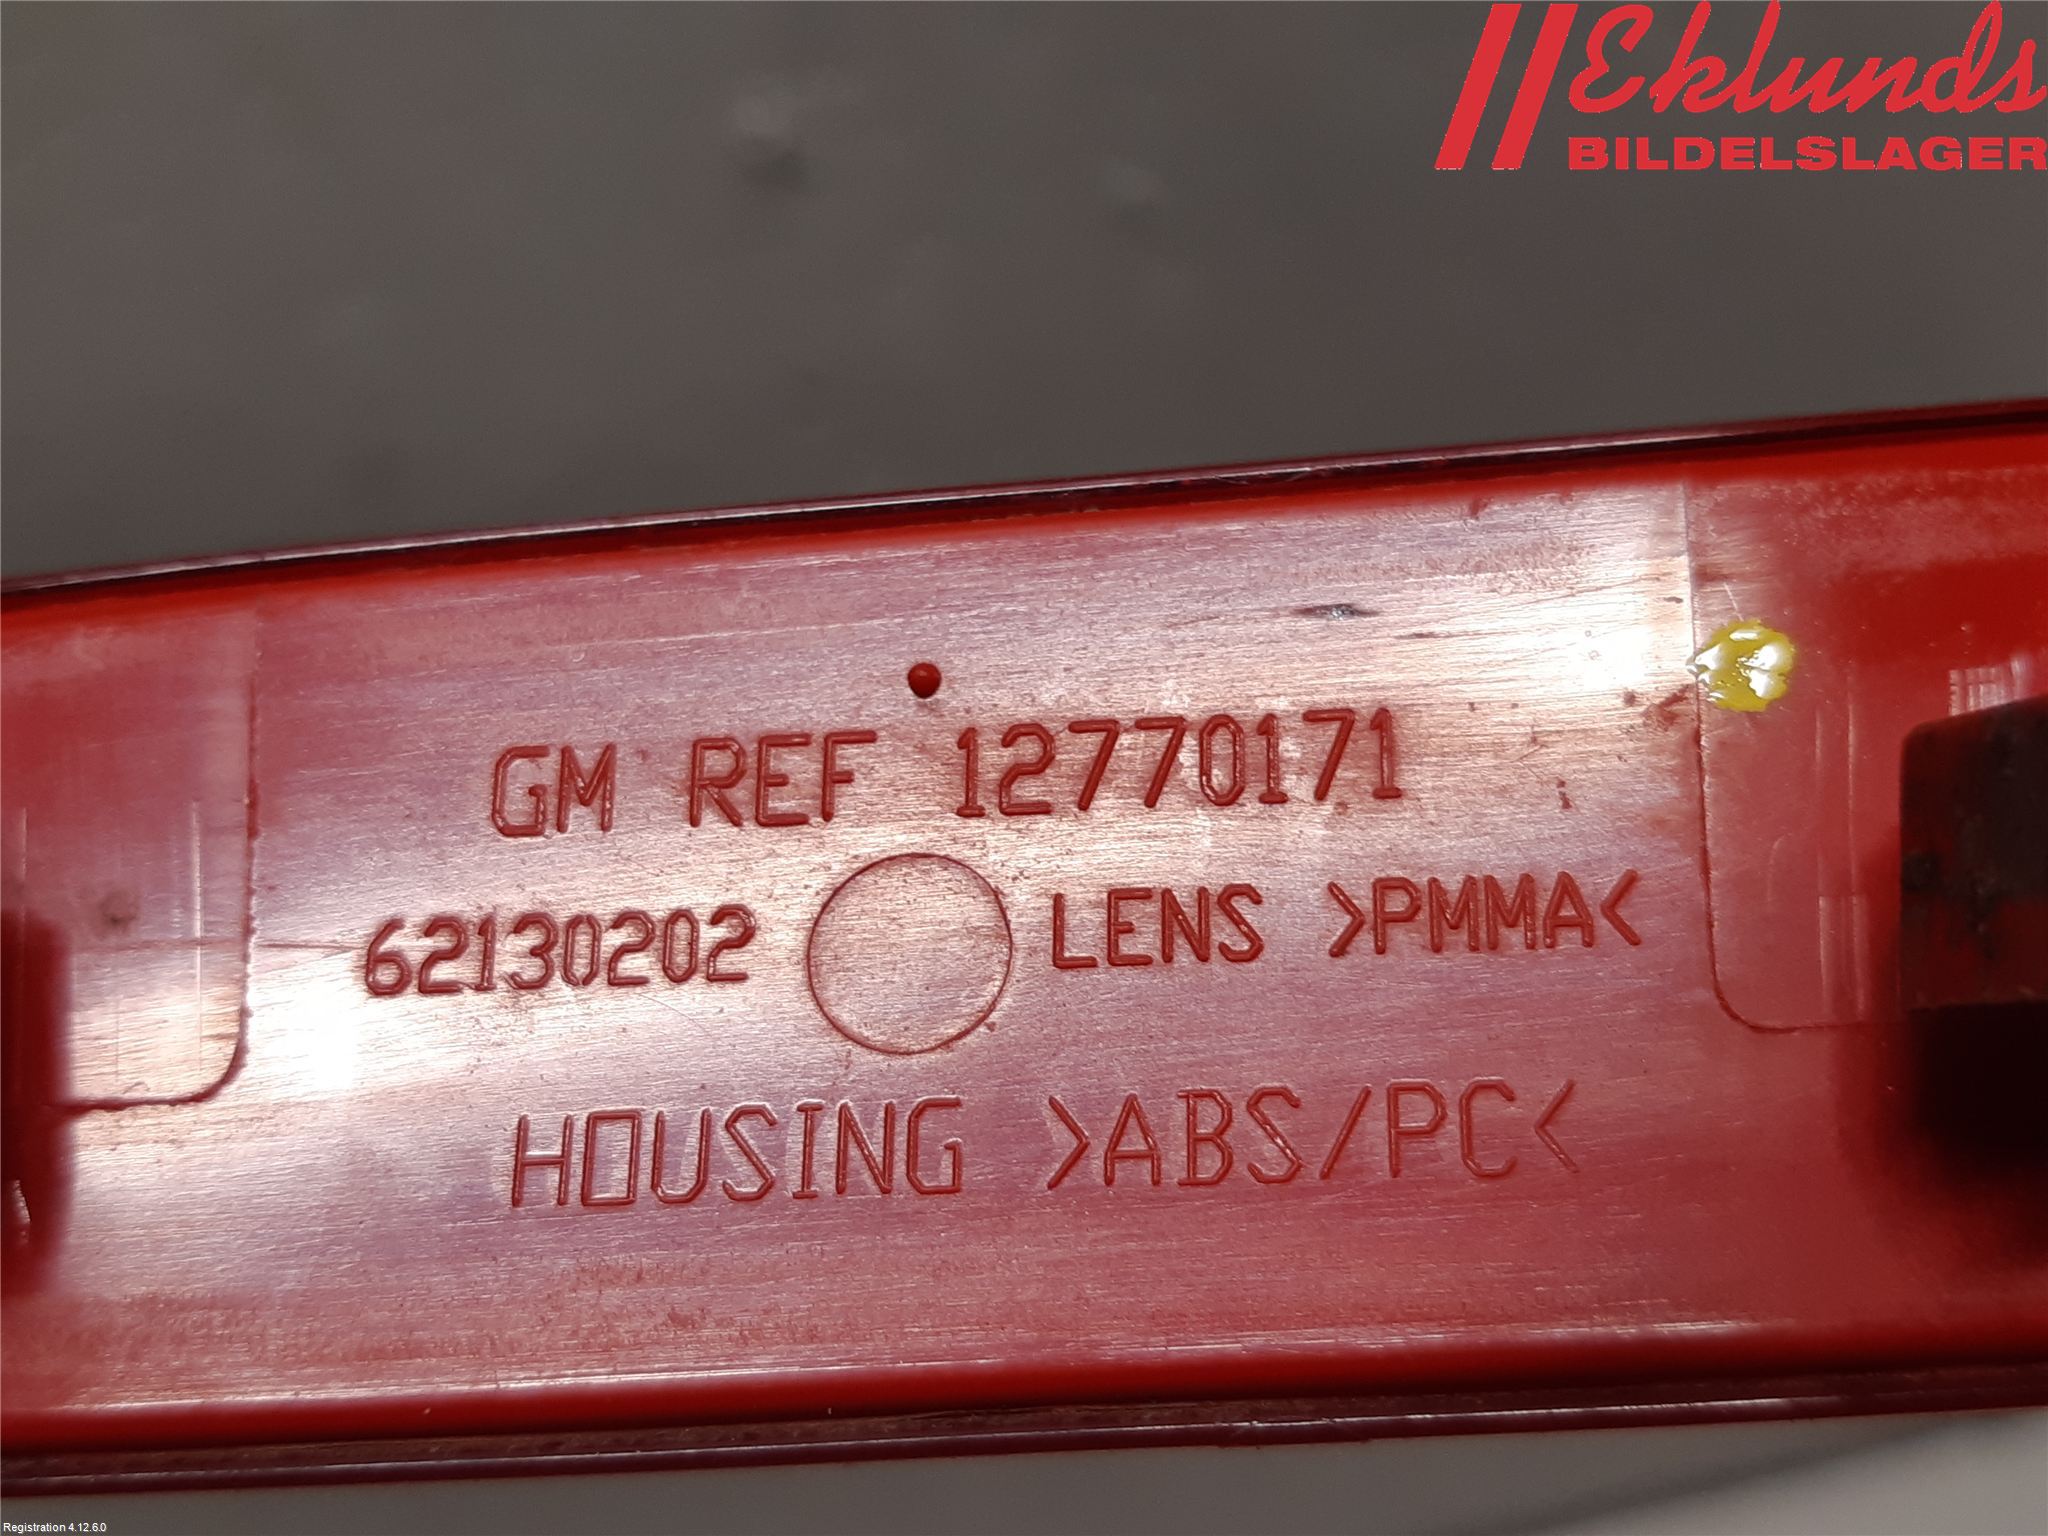 Eklunds
BILDELSLAGER
GM REF 12770171
62130202 LENS >PMMA<
HOUSING >ABS/PC<
Registration 4.12.6.0